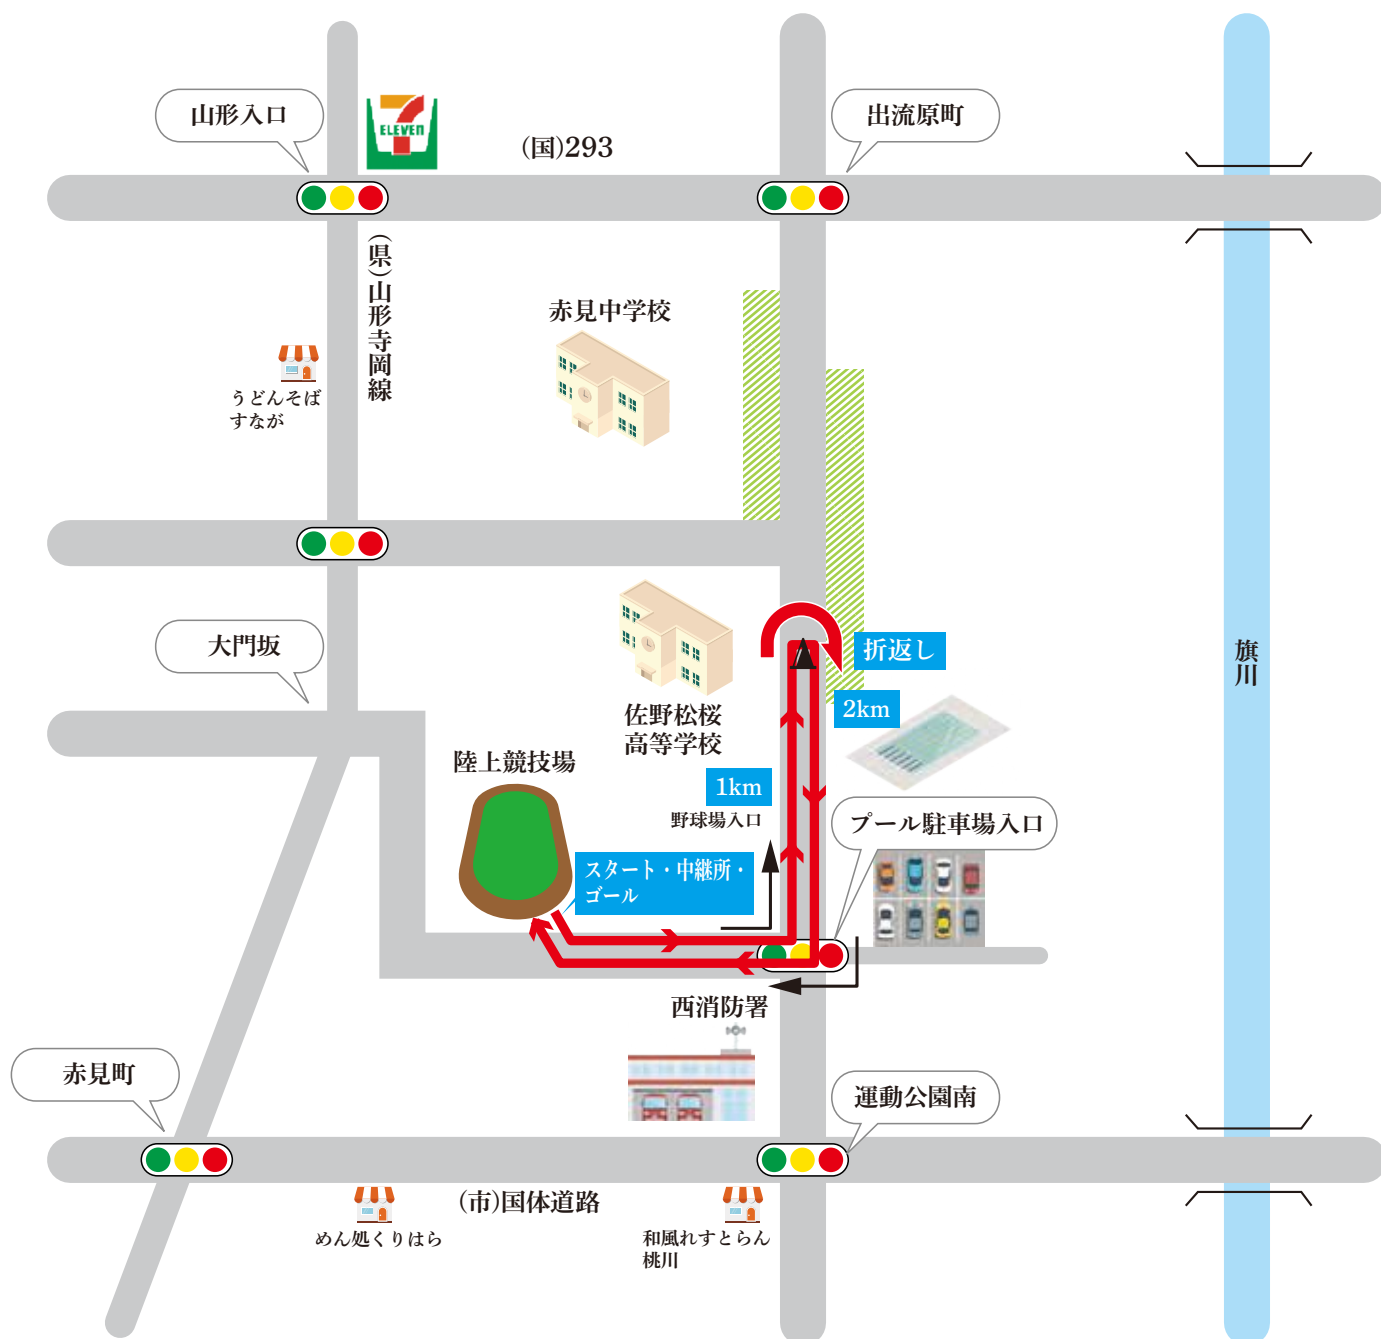 山形入口
ELEVEN
(国)293
出流原町
(県)山形寺岡線
赤見中学校
うどんそば
すなが
大門坂
佐野松桜
高等学校
折返し
2km
旗川
陸上競技場
1km
野球場入口
プール駐車場入口
スタート・中継所・
ゴール
西消防署
赤見町
運動公園南
(市)国体道路
めん処くりはら
和風れすとらん
桃川